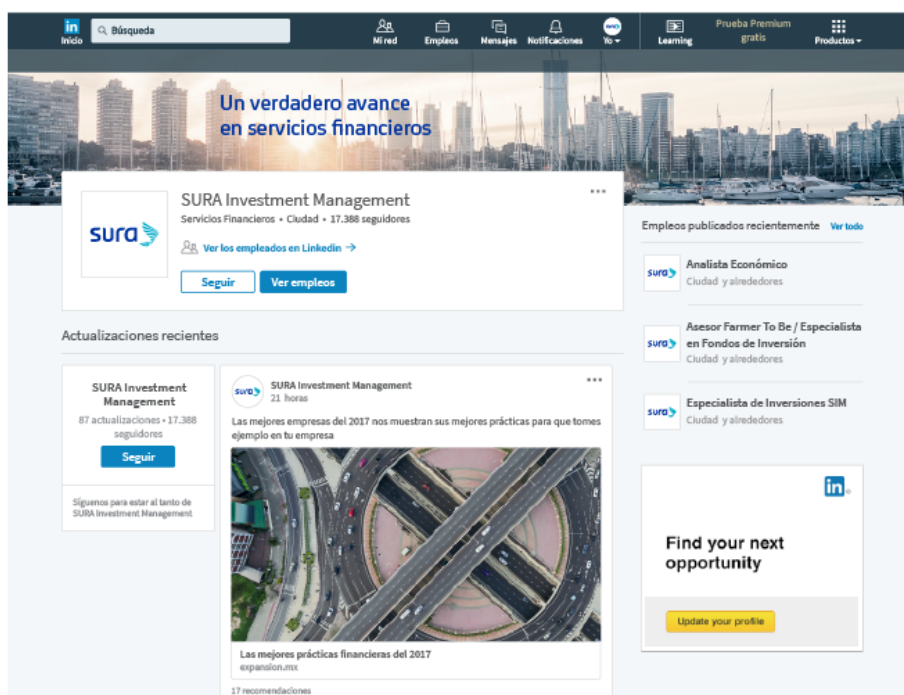 in
Inicio
Búsqueda
Mi red
Empleos
Mensajes
Notificaciones
sura
Yo
Learning
Prueba Premium
gratis
Productos
Un verdadero avance
en servicios financieros
sura
SURA Investment Management
Servicios Financieros • Ciudad • 17.388 seguidores
Ver los empleados en Linkedin →
Seguir
Ver empleos
Empleos publicados recientemente Ver todo
sura
Analista Económico
Ciudad y alrededores
sura
Asesor Farmer To Be / Especialista
en Fondos de Inversión
Ciudad y alrededores
sura
Especialista de Inversiones SIM
Ciudad y alrededores
Actualizaciones recientes
SURA Investment
Management
87 actualizaciones • 17.388
seguidores
Seguir
Síguenos para estar al tanto de
SURA Investment Management
sura
SURA Investment Management
21 horas
Las mejores empresas del 2017 nos muestran sus mejores prácticas para que tomes
ejemplo en tu empresa
Las mejores prácticas financieras del 2017
expansion.mx
17 recomendaciones
in
Find your next
opportunity
Update your profile